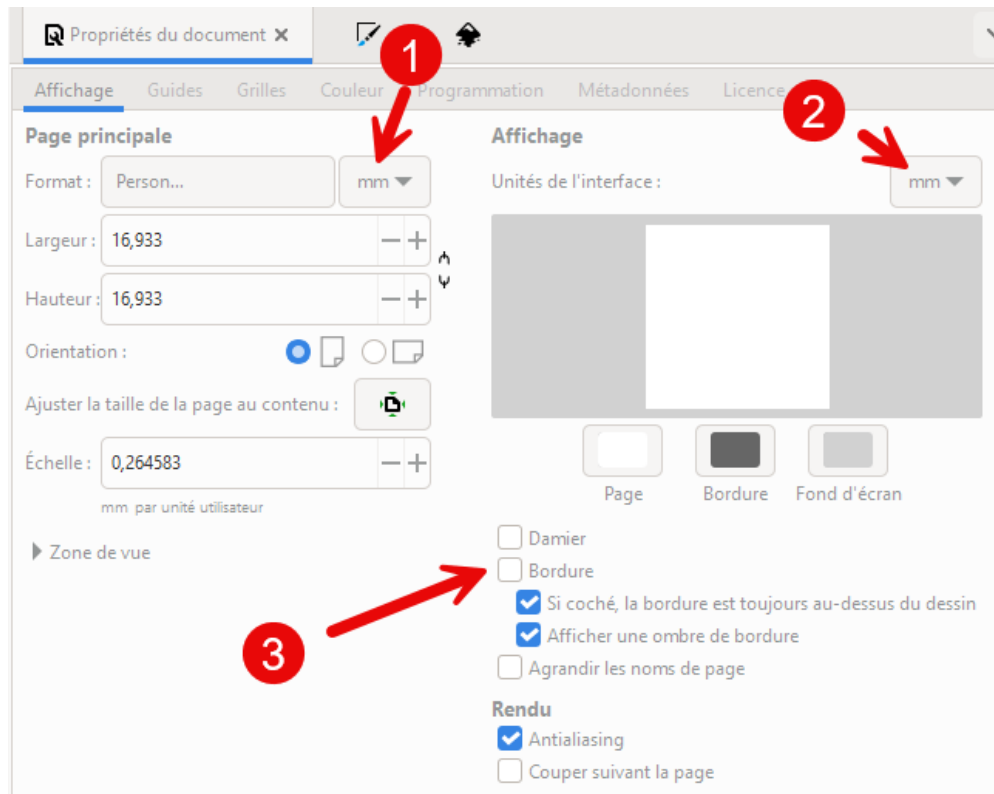 Propriétés du document
1
Affichage Guides Grilles Couleur Programmation Métadonnées Licence
2
Page principale
Format : Person... mm
Largeur : 16,933
Hauteur : 16,933
Orientation :
Ajuster la taille de la page au contenu :
Échelle : 0,264583
mm par unité utilisateur
Zone de vue
Affichage
Unités de l'interface : mm
Page Bordure Fond d'écran
Damier
Bordure
Si coché, la bordure est toujours au-dessus du dessin
Afficher une ombre de bordure
3
Agrandir les noms de page
Rendu
Antialiasing
Couper suivant la page